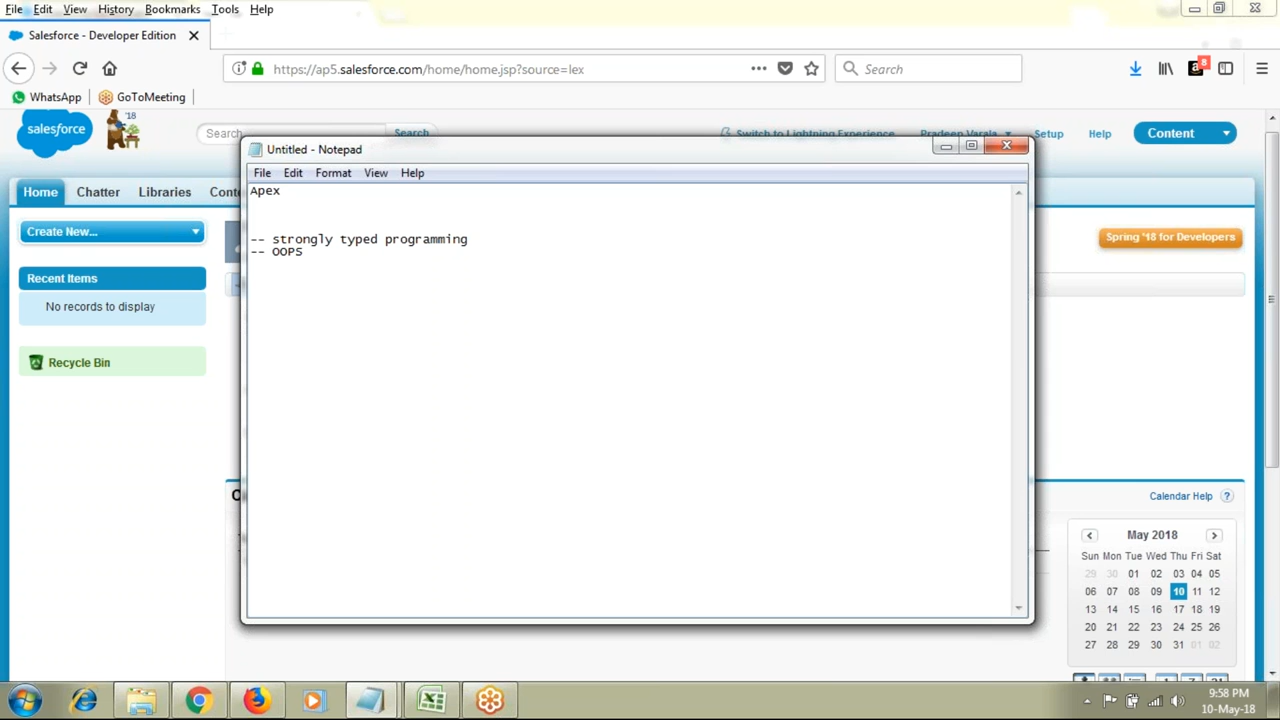 File Edit View History Bookmarks Tools Help
Salesforce - Developer Edition
https://ap5.salesforce.com/home/home.jsp?source=lex
Search
8
WhatsApp GoToMeeting
salesforce
'18
Search...
Search
Switch to Lightning Experience
Pradeep Varala
Setup
Help
Content
Home Chatter Libraries
Create New...
Recent Items
No records to display
Recycle Bin
Spring '18 for Developers
Untitled - Notepad
File Edit Format View Help
Apex
-- strongly typed programming
-- OOPS
Calendar Help ?
May 2018
Sun Mon Tue Wed Thu Fri Sat
29 30 01 02 03 04 05
06 07 08 09 10 11 12
13 14 15 16 17 18 19
20 21 22 23 24 25 26
27 28 29 30 31 01 02
9:58 PM
10-May-18